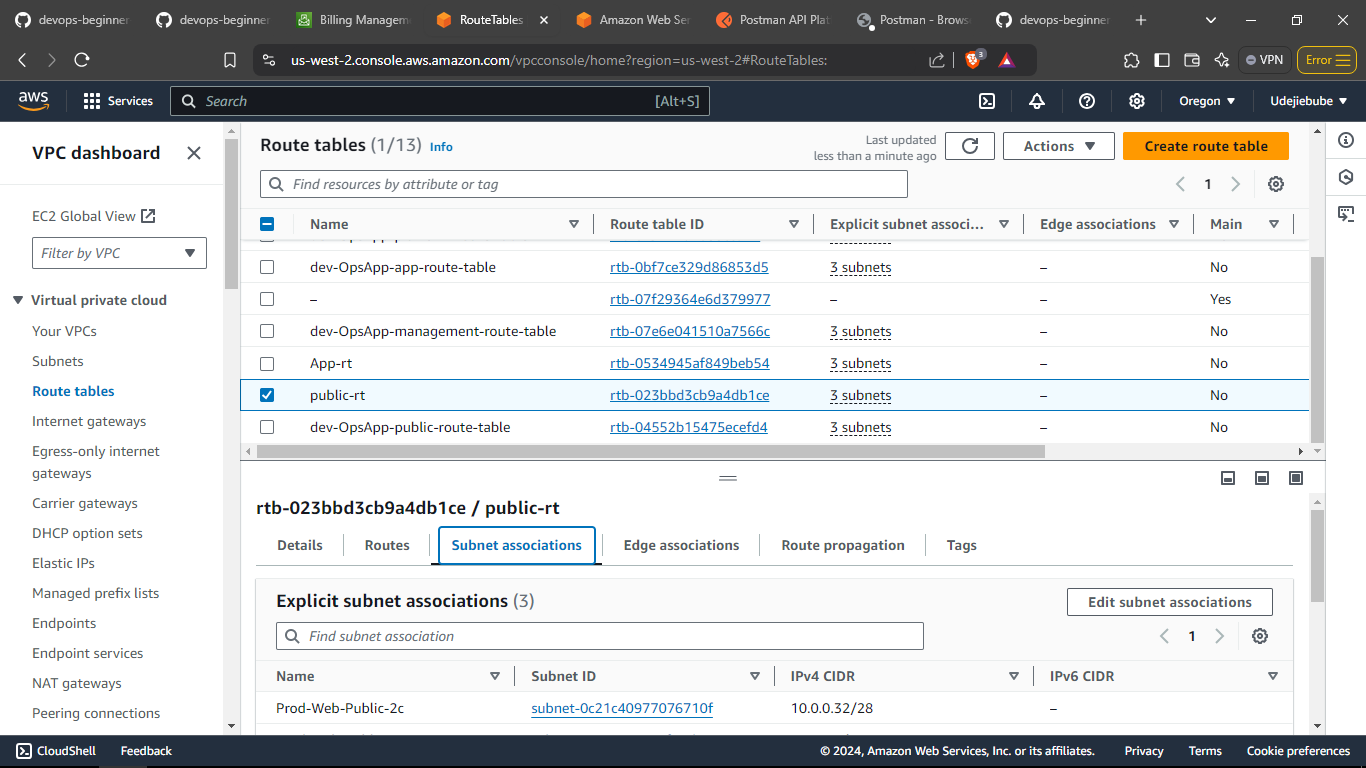 devops-beginner
devops-beginner
Billing Managem
RouteTables
Amazon Web Ser
Postman API Plat
Postman - Brows
devops-beginner
us-west-2.console.aws.amazon.com/vpcconsole/home?region=us-west-2#RouteTables:
3
VPN
Error
aws
Services
Search
[Alt+S]
Oregon
Udejiebube
VPC dashboard
EC2 Global View
Filter by VPC
Virtual private cloud
Your VPCs
Subnets
Route tables
Internet gateways
Egress-only internet
gateways
Carrier gateways
DHCP option sets
Elastic IPs
Managed prefix lists
Endpoints
Endpoint services
NAT gateways
Peering connections
Route tables (1/13) Info
Last updated
less than a minute ago
Actions
Create route table
Find resources by attribute or tag
1
Name Route table ID Explicit subnet associ... Edge associations Main
dev-OpsApp-app-route-table rtb-0bf7ce329d86853d5 3 subnets – No
– rtb-07f29364e6d379977 – – Yes
dev-OpsApp-management-route-table rtb-07e6e041510a7566c 3 subnets – No
App-rt rtb-0534945af849beb54 3 subnets – No
public-rt rtb-023bbd3cb9a4db1ce 3 subnets – No
dev-OpsApp-public-route-table rtb-04552b15475ecefd4 3 subnets – No
rtb-023bbd3cb9a4db1ce / public-rt
Details Routes Subnet associations Edge associations Route propagation Tags
Explicit subnet associations (3)
Edit subnet associations
Find subnet association
1
Name Subnet ID IPv4 CIDR IPv6 CIDR
Prod-Web-Public-2c subnet-0c21c40977076710f 10.0.0.32/28 –
CloudShell Feedback
© 2024, Amazon Web Services, Inc. or its affiliates. Privacy Terms Cookie preferences